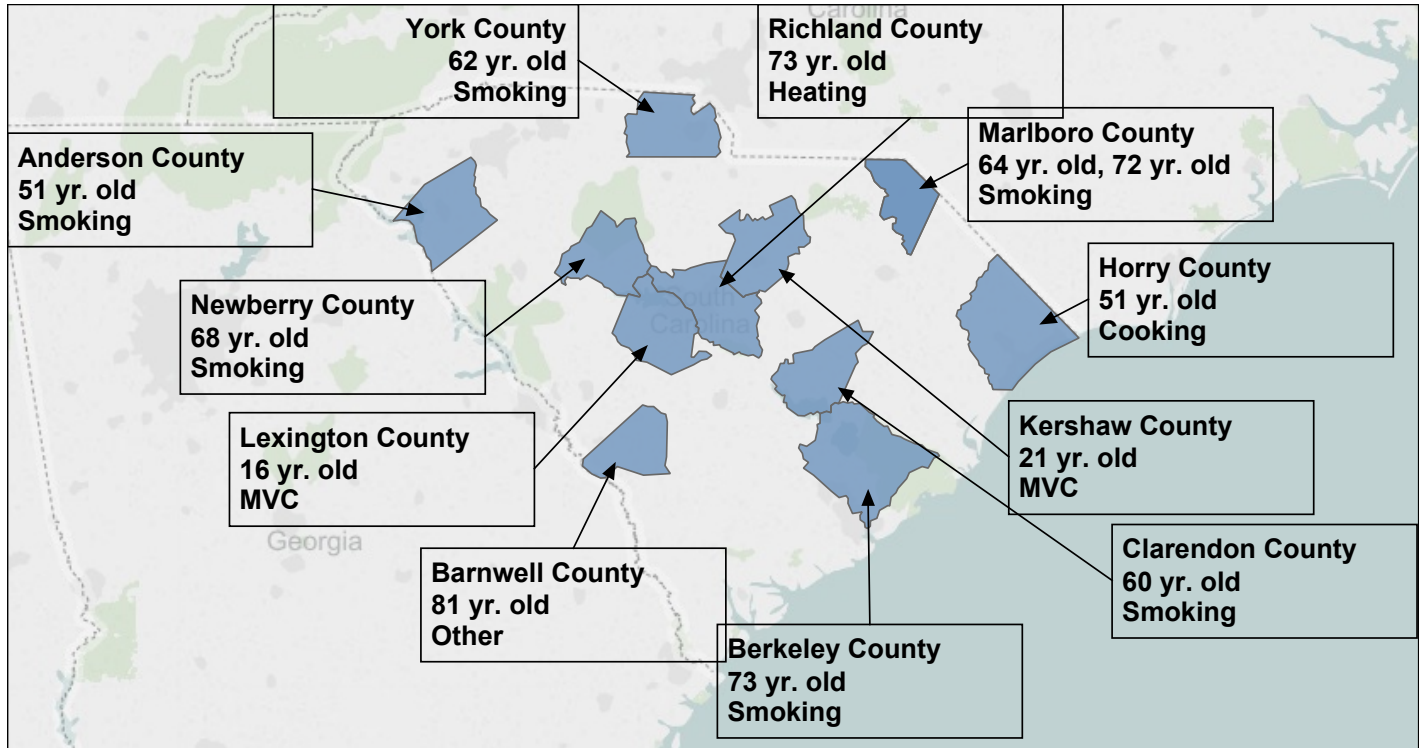 Carolina
York County
62 yr. old
Smoking
Richland County
73 yr. old
Heating
Marlboro County
64 yr. old, 72 yr. old
Smoking
Anderson County
51 yr. old
Smoking
Horry County
51 yr. old
Cooking
Newberry County
68 yr. old
Smoking
South
Carolina
Lexington County
16 yr. old
MVC
Kershaw County
21 yr. old
MVC
Georgia
Clarendon County
60 yr. old
Smoking
Barnwell County
81 yr. old
Other
Berkeley County
73 yr. old
Smoking